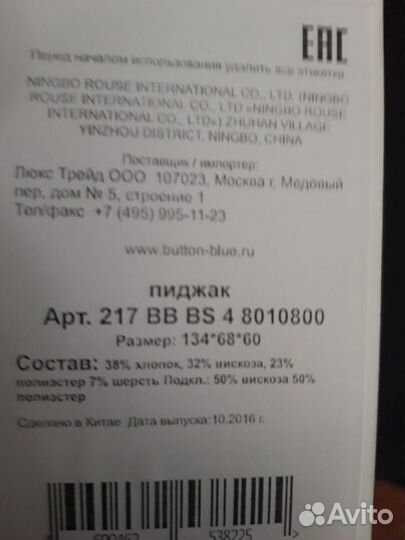 EAC
Перед началом использования удалить все этикетки
NINGBO ROUSE INTERNATIONAL CO., LTD. (NINGBO
ROUSE INTERNATIONAL CO., LTD «NINGBO ROUSE
INTERNATIONAL CO., LTD») ZHUHAN VILLAGE
YINZHOU DISTRICT, NINGBO, CHINA
Поставщик / импортер:
Люкс Трейд ООО 107023, Москва г, Медовый
пер, дом № 5, строение 1
Тел/факс +7 (495) 995-11-23
www.button-blue.ru
пиджак
Арт. 217 BB BS 4 8010800
Размер: 134*68*60
Состав: 38% хлопок, 32% вискоза, 23%
полиэстер 7% шерсть Подкл.: 50% вискоза 50%
полиэстер
Сделано в Китае Дата выпуска:10.2016 г.
538225 >
Avito